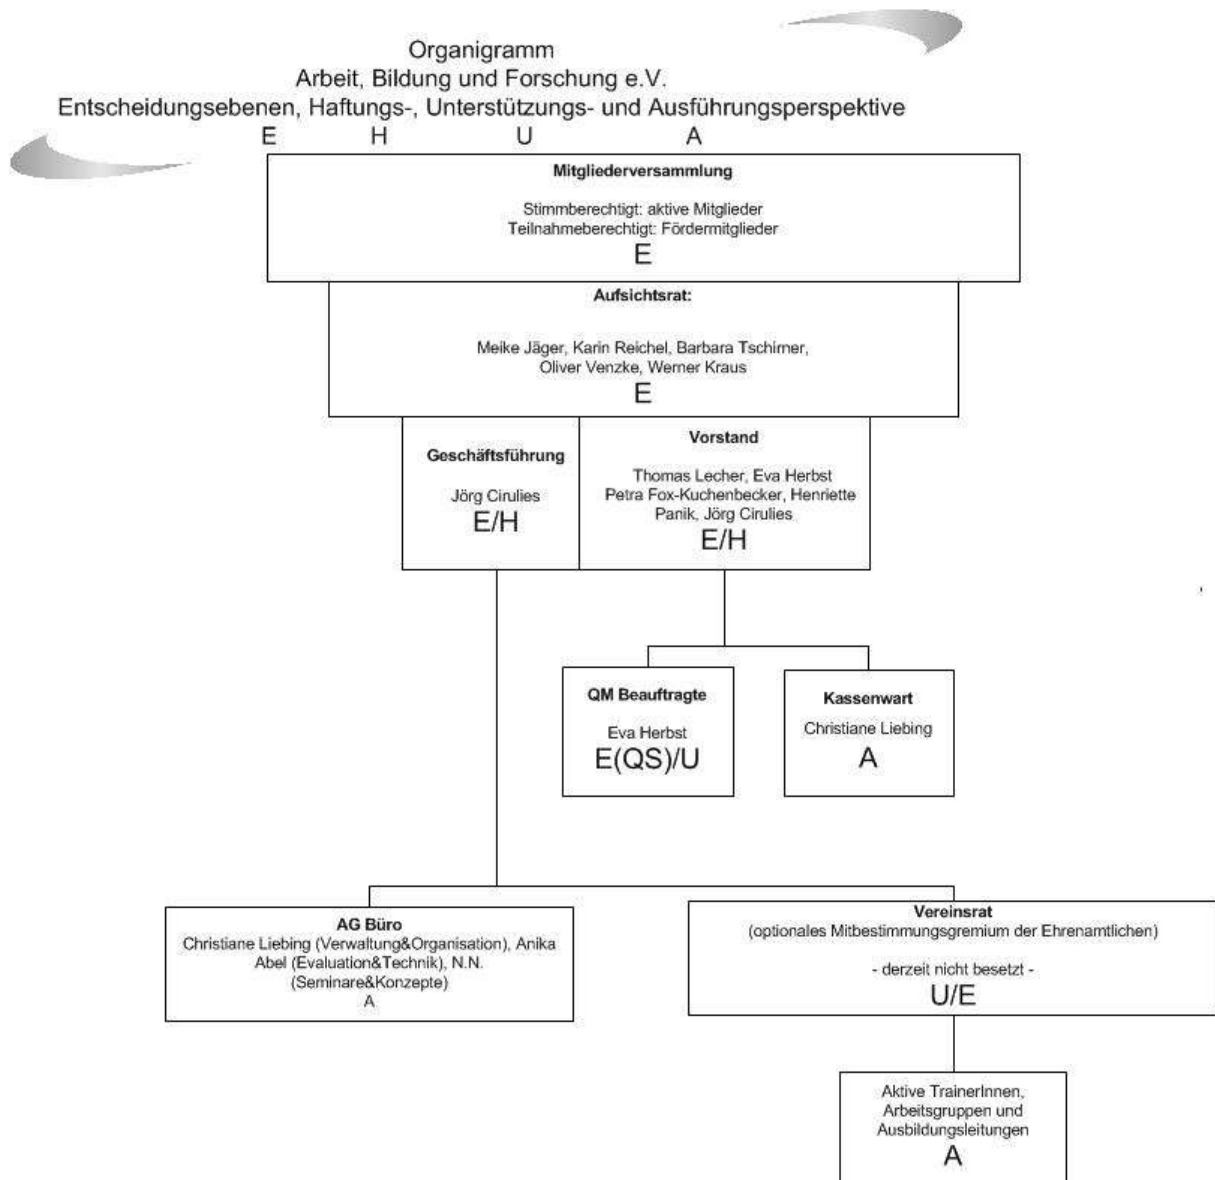 Organigramm
Arbeit, Bildung und Forschung e.V.
Entscheidungsebenen, Haftungs-, Unterstützungs- und Ausführungsperspektive
E H U A
Mitgliederversammlung
Stimmberechtigt: aktive Mitglieder
Teilnahmeberechtigt: Fördermitglieder
E
Aufsichtsrat:
Meike Jäger, Karin Reichel, Barbara Tschirner,
Oliver Venzke, Werner Kraus
E
Geschäftsführung
Jörg Cirulies
E/H
Vorstand
Thomas Lecher, Eva Herbst
Petra Fox-Kuchenbecker, Henriette
Panik, Jörg Cirulies
E/H
QM Beauftragte
Eva Herbst
E(QS)/U
Kassenwart
Christiane Liebing
A
AG Büro
Christiane Liebing (Verwaltung&Organisation), Anika
Abel (Evaluation&Technik), N.N.
(Seminare&Konzepte)
A
Vereinsrat
(optionales Mitbestimmungsgremium der Ehrenamtlichen)
- derzeit nicht besetzt -
U/E
Aktive TrainerInnen,
Arbeitsgruppen und
Ausbildungsleitungen
A